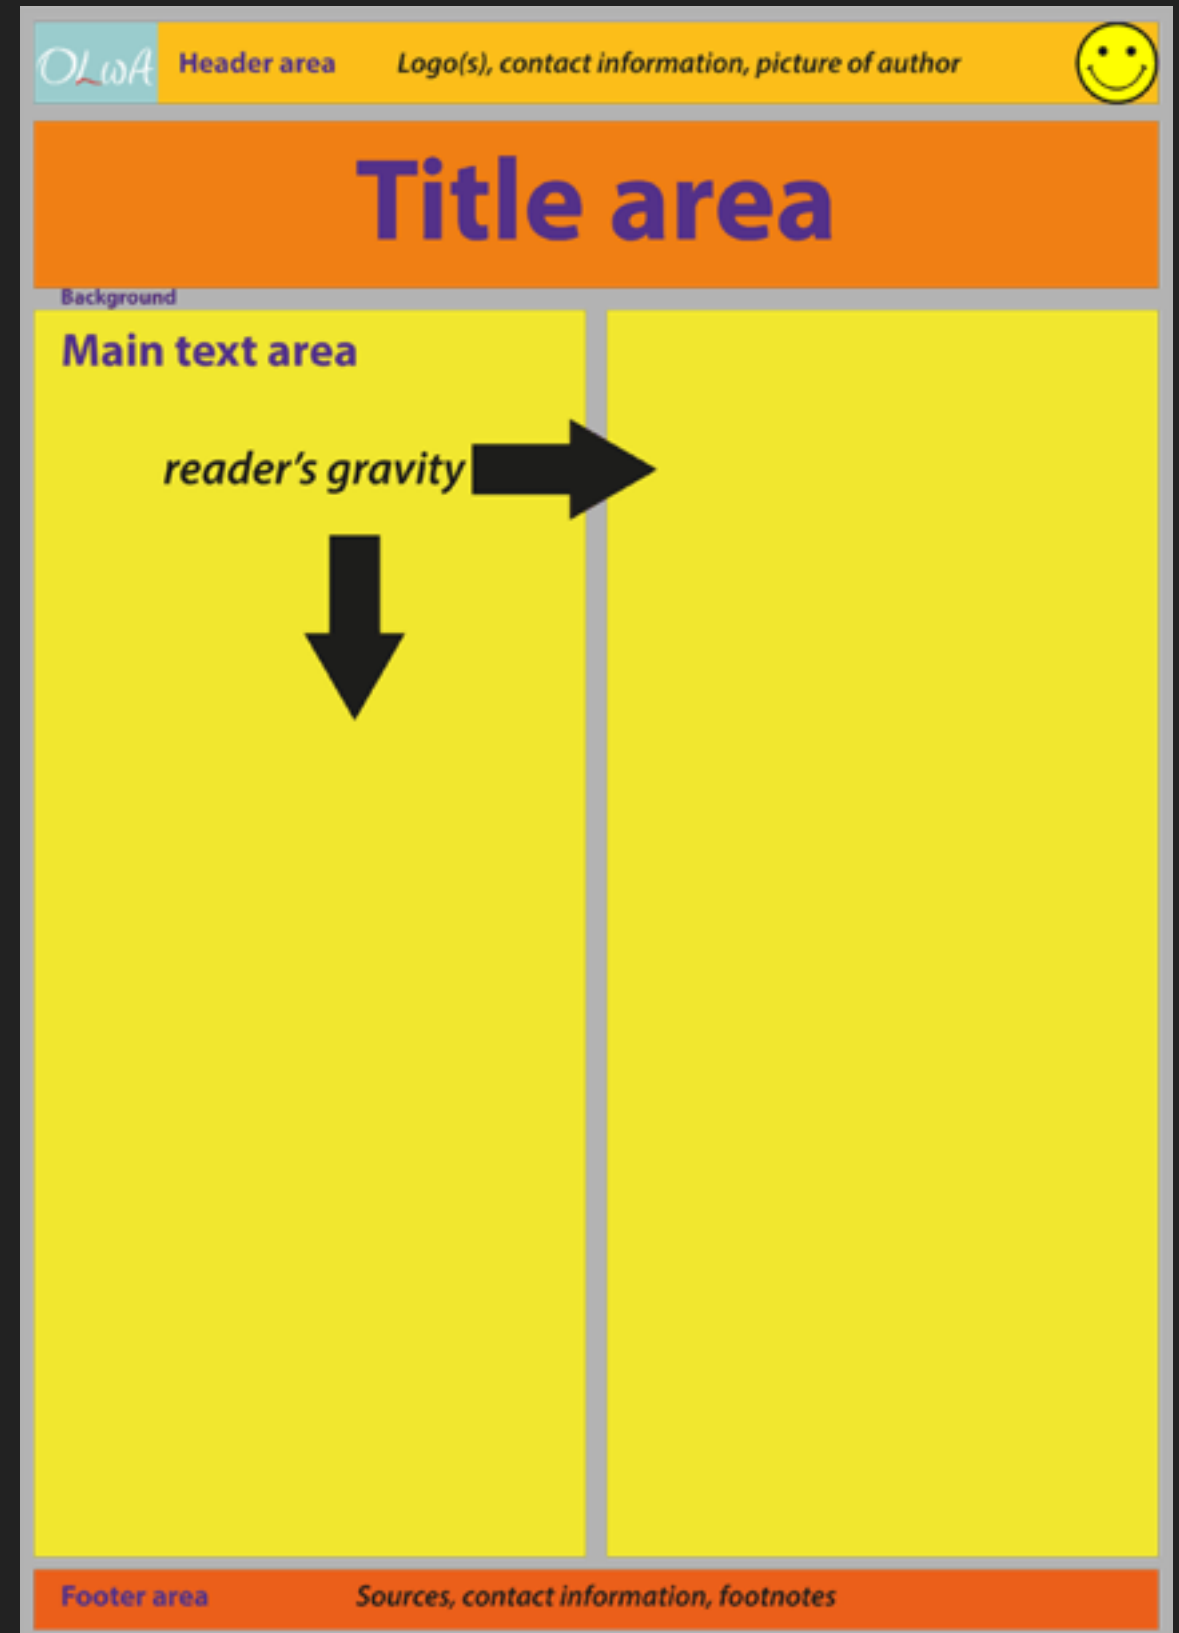 OLwA
Header area
Logo(s), contact information, picture of author
Title area
Background
Main text area
reader's gravity
Footer area
Sources, contact information, footnotes